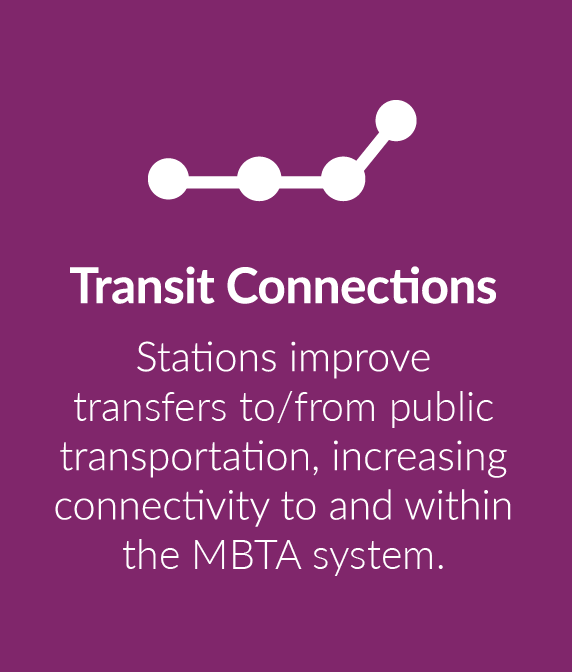 Transit Connections
Stations improve
transfers to/from public
transportation, increasing
connectivity to and within
the MBTA system.